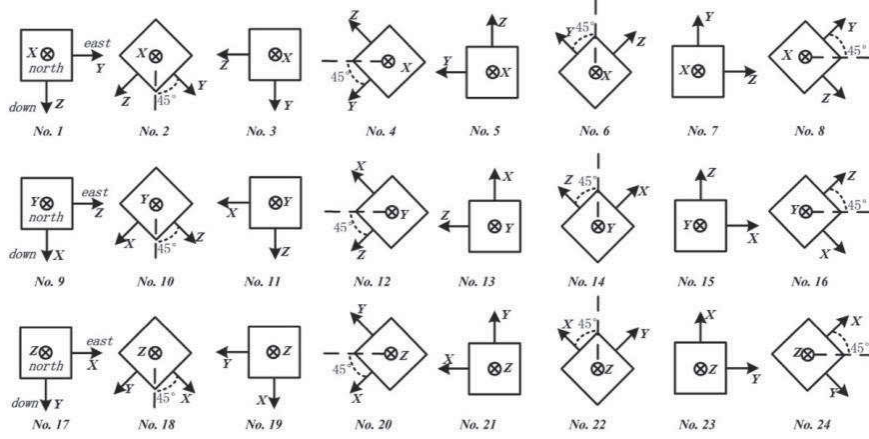 X east Y north down Z
X Z Y 45°
X Z Y
Z X Y 45°
Z Y X
Y 45° Z X
Y X Z
Y X 45° Z
No. 1 No. 2 No. 3 No. 4 No. 5 No. 6 No. 7 No. 8
Y east Z north down X
Y X Z 45°
Y X Z
X Y Z 45°
X Z Y
Z 45° X Y
Z Y X
Z Y 45° X
No. 9 No. 10 No. 11 No. 12 No. 13 No. 14 No. 15 No. 16
Z east X north down Y
Z Y X 45°
Z Y X
Y Z X 45°
Y X Z
X 45° Y Z
X Z Y
X Z 45° Y
No. 17 No. 18 No. 19 No. 20 No. 21 No. 22 No. 23 No. 24